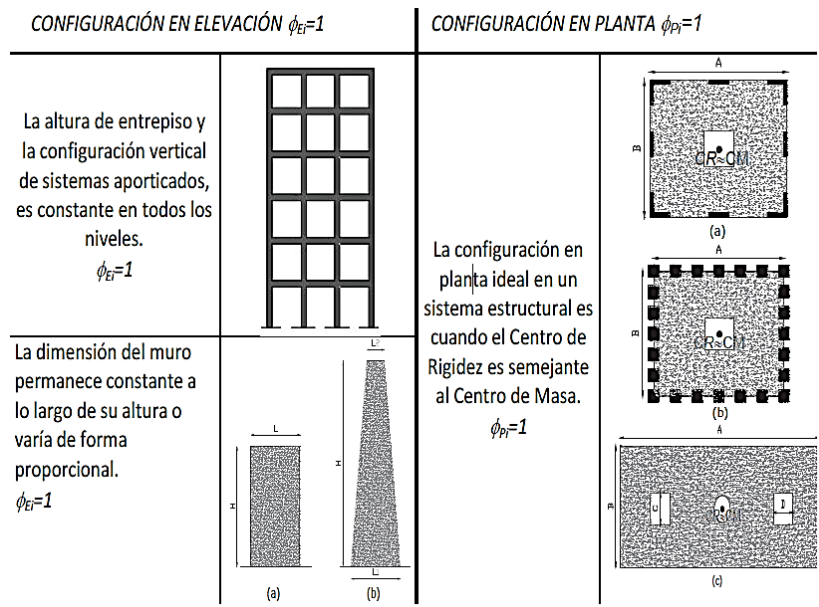 CONFIGURACIÓN EN ELEVACIÓN ϕEi=1
CONFIGURACIÓN EN PLANTA ϕPi=1
La altura de entrepiso y
la configuración vertical
de sistemas aporticados,
es constante en todos los
niveles.
ϕEi=1
La dimensión del muro
permanece constante a
lo largo de su altura o
varía de forma
proporcional.
ϕEi=1
L
H
(a)
L2
H
(b)
La configuración en
planta ideal en un
sistema estructural es
cuando el Centro de
Rigidez es semejante
al Centro de Masa.
ϕPi=1
A
B
CR≈CM
(a)
A
B
CR≈CM
(b)
A
B
C
CR≈CM
D
(c)